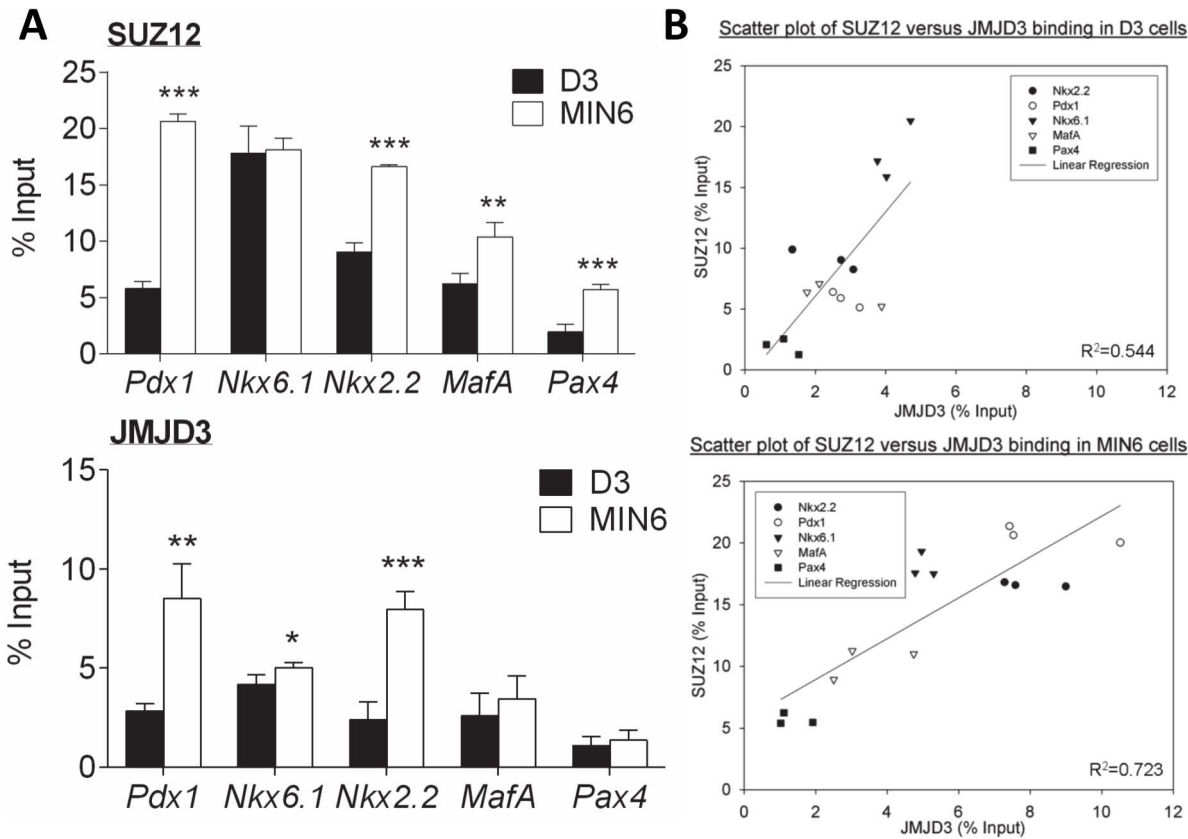 A
SUZ12
D3
MIN6
% Input
25
20
15
10
5
0
***
***
**
***
Pdx1 Nkx6.1 Nkx2.2 MafA Pax4
JMJD3
D3
MIN6
% Input
15
10
5
0
**
*
***
Pdx1 Nkx6.1 Nkx2.2 MafA Pax4
B
Scatter plot of SUZ12 versus JMJD3 binding in D3 cells
SUZ12 (% Input)
25
20
15
10
5
0
Nkx2.2
Pdx1
Nkx6.1
MafA
Pax4
Linear Regression
R²=0.544
0 2 4 6 8 10 12
JMJD3 (% Input)
Scatter plot of SUZ12 versus JMJD3 binding in MIN6 cells
SUZ12 (% Input)
25
20
15
10
5
0
Nkx2.2
Pdx1
Nkx6.1
MafA
Pax4
Linear Regression
R²=0.723
0 2 4 6 8 10 12
JMJD3 (% Input)